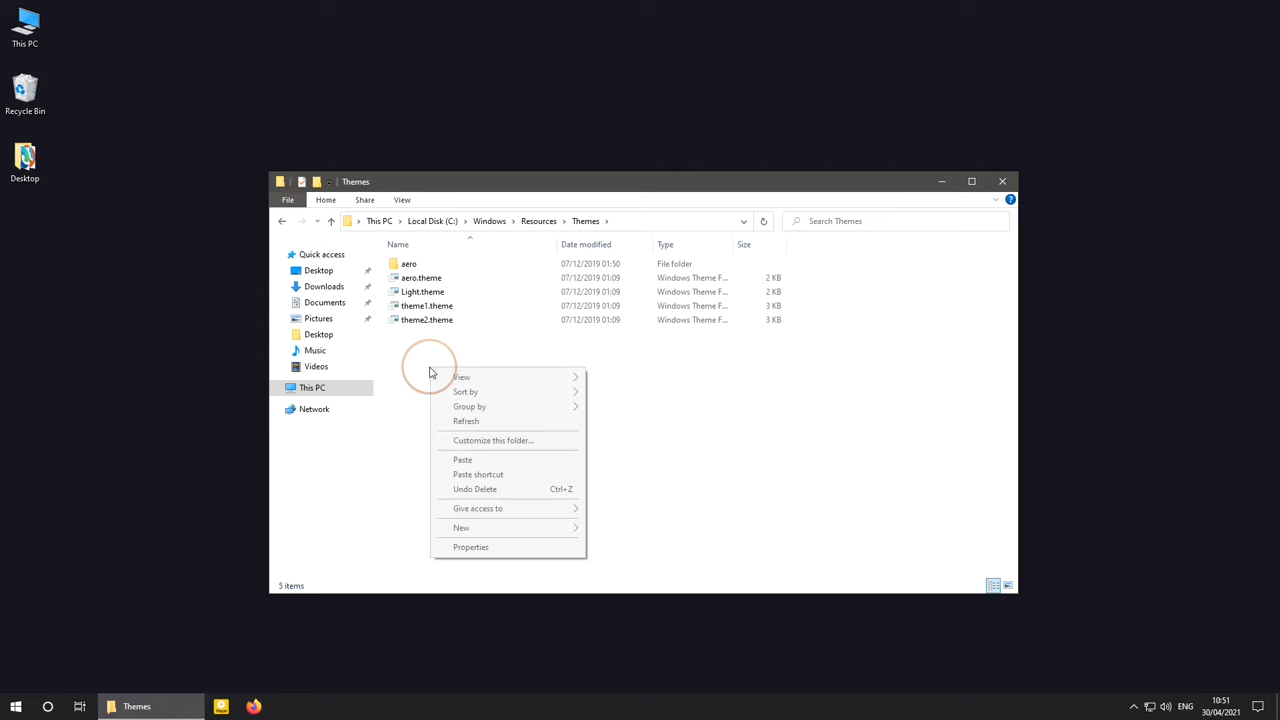 This PC
Recycle Bin
Desktop
Themes
File Home Share View
This PC Local Disk (C:) Windows Resources Themes
Search Themes
Name Date modified Type Size
Quick access
Desktop
Downloads
Documents
Pictures
Desktop
Music
Videos
This PC
Network
aero 07/12/2019 01:50 File folder
aero.theme 07/12/2019 01:09 Windows Theme F... 2 KB
Light.theme 07/12/2019 01:09 Windows Theme F... 2 KB
theme1.theme 07/12/2019 01:09 Windows Theme F... 3 KB
theme2.theme 07/12/2019 01:09 Windows Theme F... 3 KB
View
Sort by
Group by
Refresh
Customize this folder...
Paste
Paste shortcut
Undo Delete Ctrl+Z
Give access to
New
Properties
5 items
Themes
ENG
10:51
30/04/2021